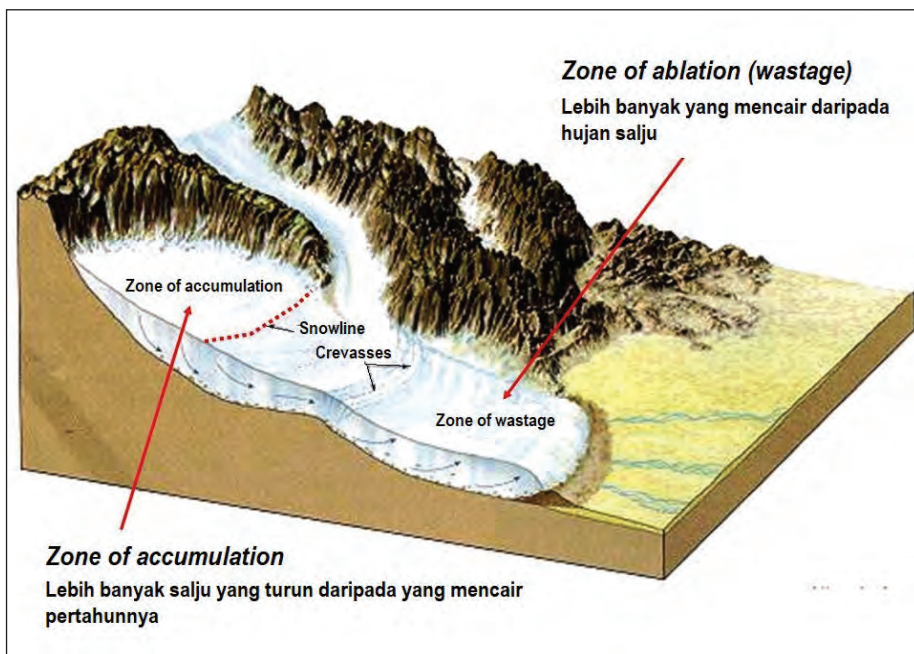 Zone of ablation (wastage)
Lebih banyak yang mencair daripada
hujan salju
Zone of accumulation
Snowline
Crevasses
Zone of wastage
Zone of accumulation
Lebih banyak salju yang turun daripada yang mencair
pertahunnya